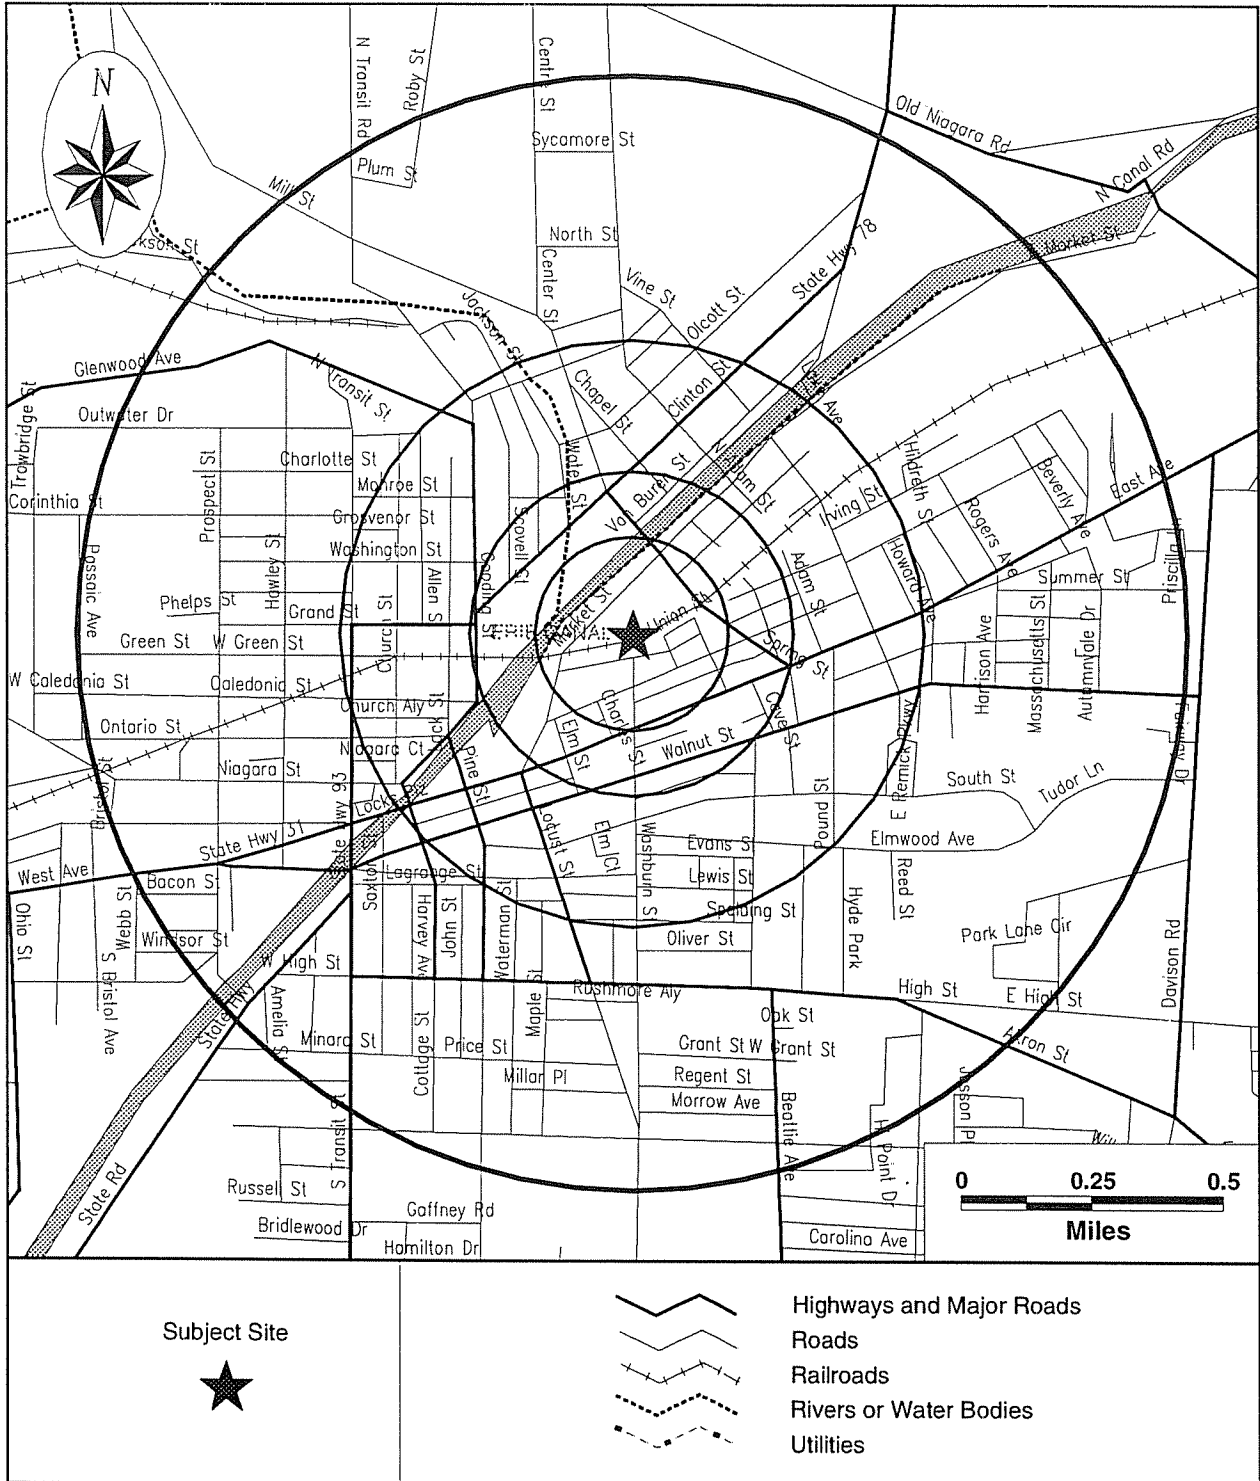 N
N Transit Rd
Roby St
Centre St
Old Niagara Rd
Sycamore St
Plum St
N Canal Rd
Mill St
North St
State Hwy 78
Market St
Center St
Vine St
Olcott St
Jackson St
Glenwood Ave
N Transit St
Chapel St
Clinton St
Trowbridge St
Outwater Dr
Prospect St
Charlotte St
Monroe St
Water St
Van Buren St
Irving St
Hildreth St
Beverly Ave
East Ave
Corinthia St
Grosvenor St
Washington St
Scovell St
Rogers Ave
Passaic Ave
Hawley St
Allen St
Gooding St
Adam St
Howard Ave
Summer St
Phelps St
Grand St
Church St
Market St
Union St
Green St
W Green St
Spring St
Harrison Ave
Massachusetts St
Autumnvale Dr
W Caledonia St
Caledonia St
Church Aly
Ontario St
Niagara Ct
Pine St
Elm St
Charles St
Walnut St
Cave St
E Remick Pkwy
Niagara St
South St
Tudor Ln
Pound St
State Hwy 93
State Hwy 31
Locust St
Elm Ct
Washburn St
Evans St
Elmwood Ave
West Ave
Bacon St
Lagrange St
Lewis St
Reed St
Ohio St
Webb St
Harvey Ave
John St
Waterman St
Spalding St
Hyde Park
Windsor St
Oliver St
Park Lane Cir
S Bristol Ave
W High St
Davison Rd
Amelia St
Maple St
Rushmore Aly
High St
E High St
State Hwy
Oak St
Minard St
Cottage St
Price St
Grant St
W Grant St
Akron St
Millar Pl
Regent St
Morrow Ave
Beattie Ave
S Transit St
Hi Point Dr
State Rd
Russell St
Gaffney Rd
Bridlewood Dr
Hamilton Dr
Carolina Ave
0 0.25 0.5
Miles
Subject Site
Highways and Major Roads
Roads
Railroads
Rivers or Water Bodies
Utilities